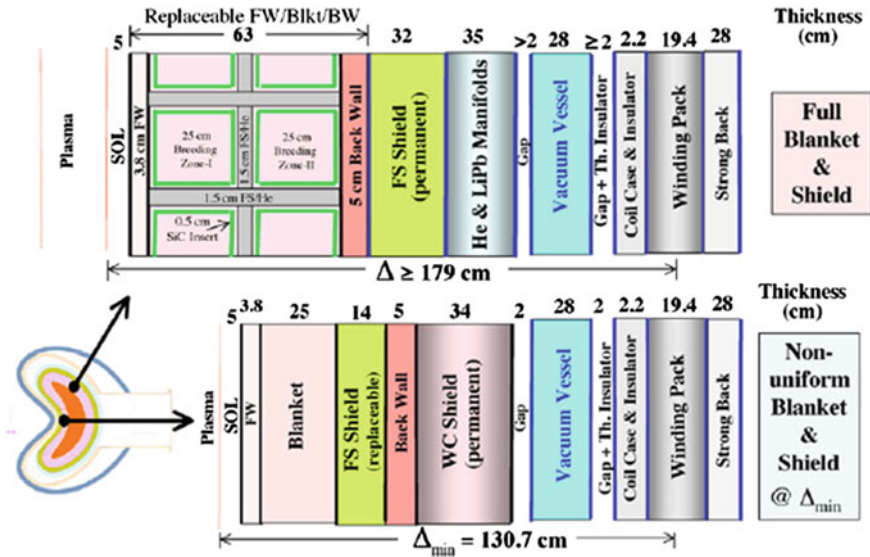 Replaceable FW/Blkt/BW
Thickness
(cm)
5
63
32
35
>2
28
≥ 2
2.2
19.4
28
Plasma
SOL
3.8 cm FW
25 cm
Breeding
Zone-I
1.5 cm FS/He
25 cm
Breeding
Zone-II
1.5 cm FS/He
0.5 cm
SiC Insert
5 cm Back Wall
FS Shield
(permanent)
He & LiPb Manifolds
Gap
Vacuum Vessel
Gap + Th. Insulator
Coil Case & Insulator
Winding Pack
Strong Back
Full
Blanket
&
Shield
Δ ≥ 179 cm
Thickness
(cm)
5
3.8
25
14
5
34
2
28
2
2.2
19.4
28
Plasma
SOL
FW
Blanket
FS Shield
(replaceable)
Back Wall
WC Shield
(permanent)
Gap
Vacuum Vessel
Gap + Th. Insulator
Coil Case & Insulator
Winding Pack
Strong Back
Non-
uniform
Blanket
&
Shield
@ Δmin
Δmin = 130.7 cm